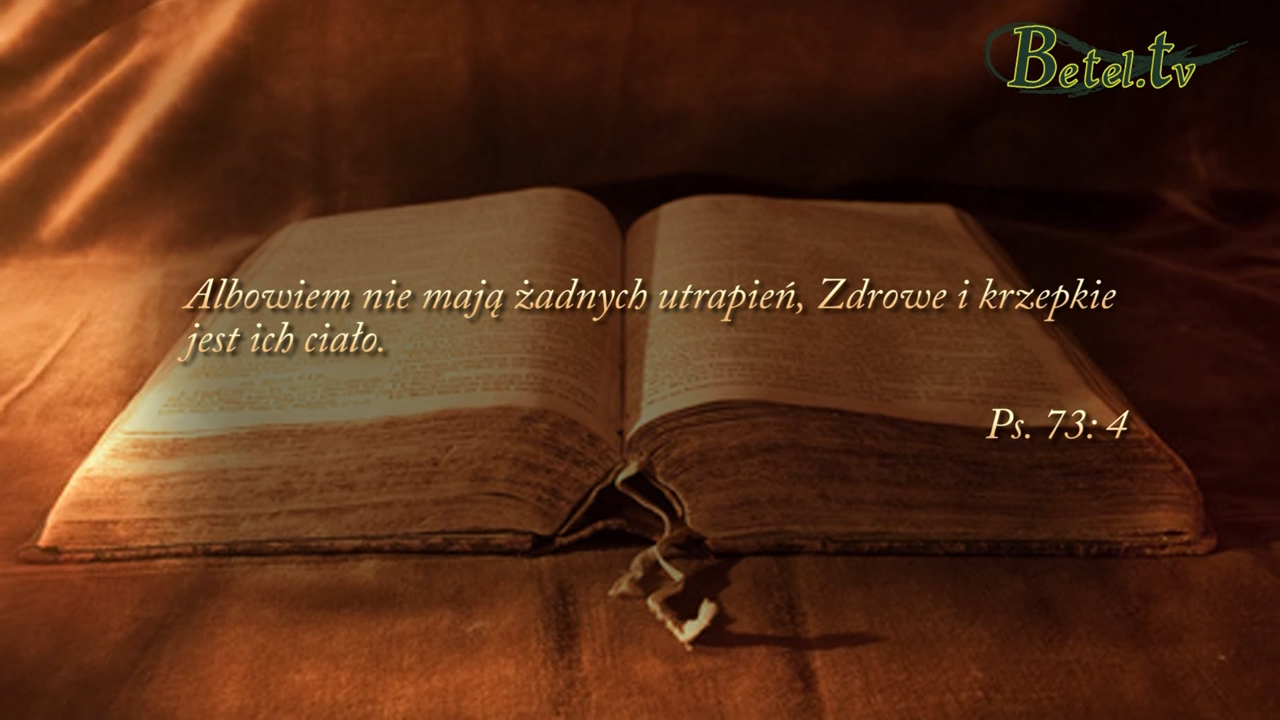 Betel.tv
Albowiem nie mają żadnych utrapień, Zdrowe i krzepkie
jest ich ciało.
Ps. 73: 4